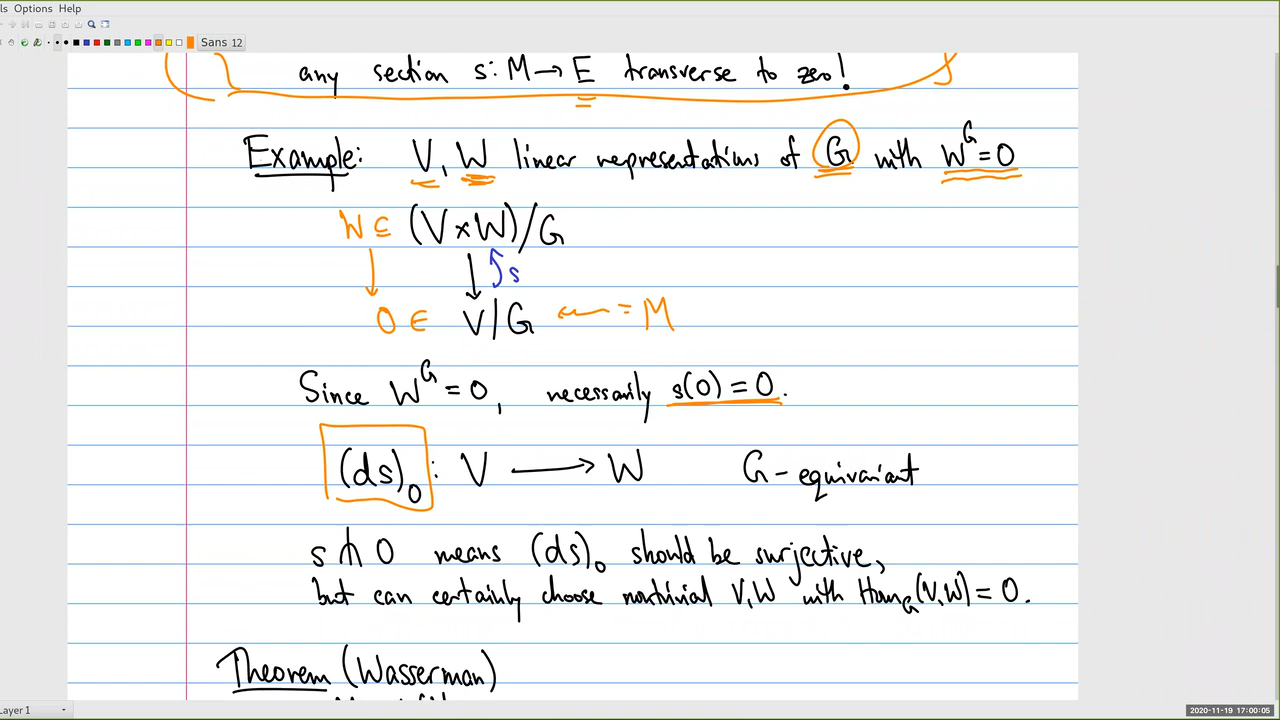 ls Options Help
Sans 12
any section s: M → E transverse to zero!
Example: V, W linear representations of G with W^G = 0
W ⊆ (V × W)/G
s
0 ∈ V/G ← = M
Since W^G = 0, necessarily s(0) = 0.
(ds)_0 : V → W G-equivariant
s ⋔ 0 means (ds)_0 should be surjective,
but can certainly choose nontrivial V, W with Hom_G(V, W) = 0.
Theorem (Wasserman)
Layer 1
2020-11-19 17:00:05